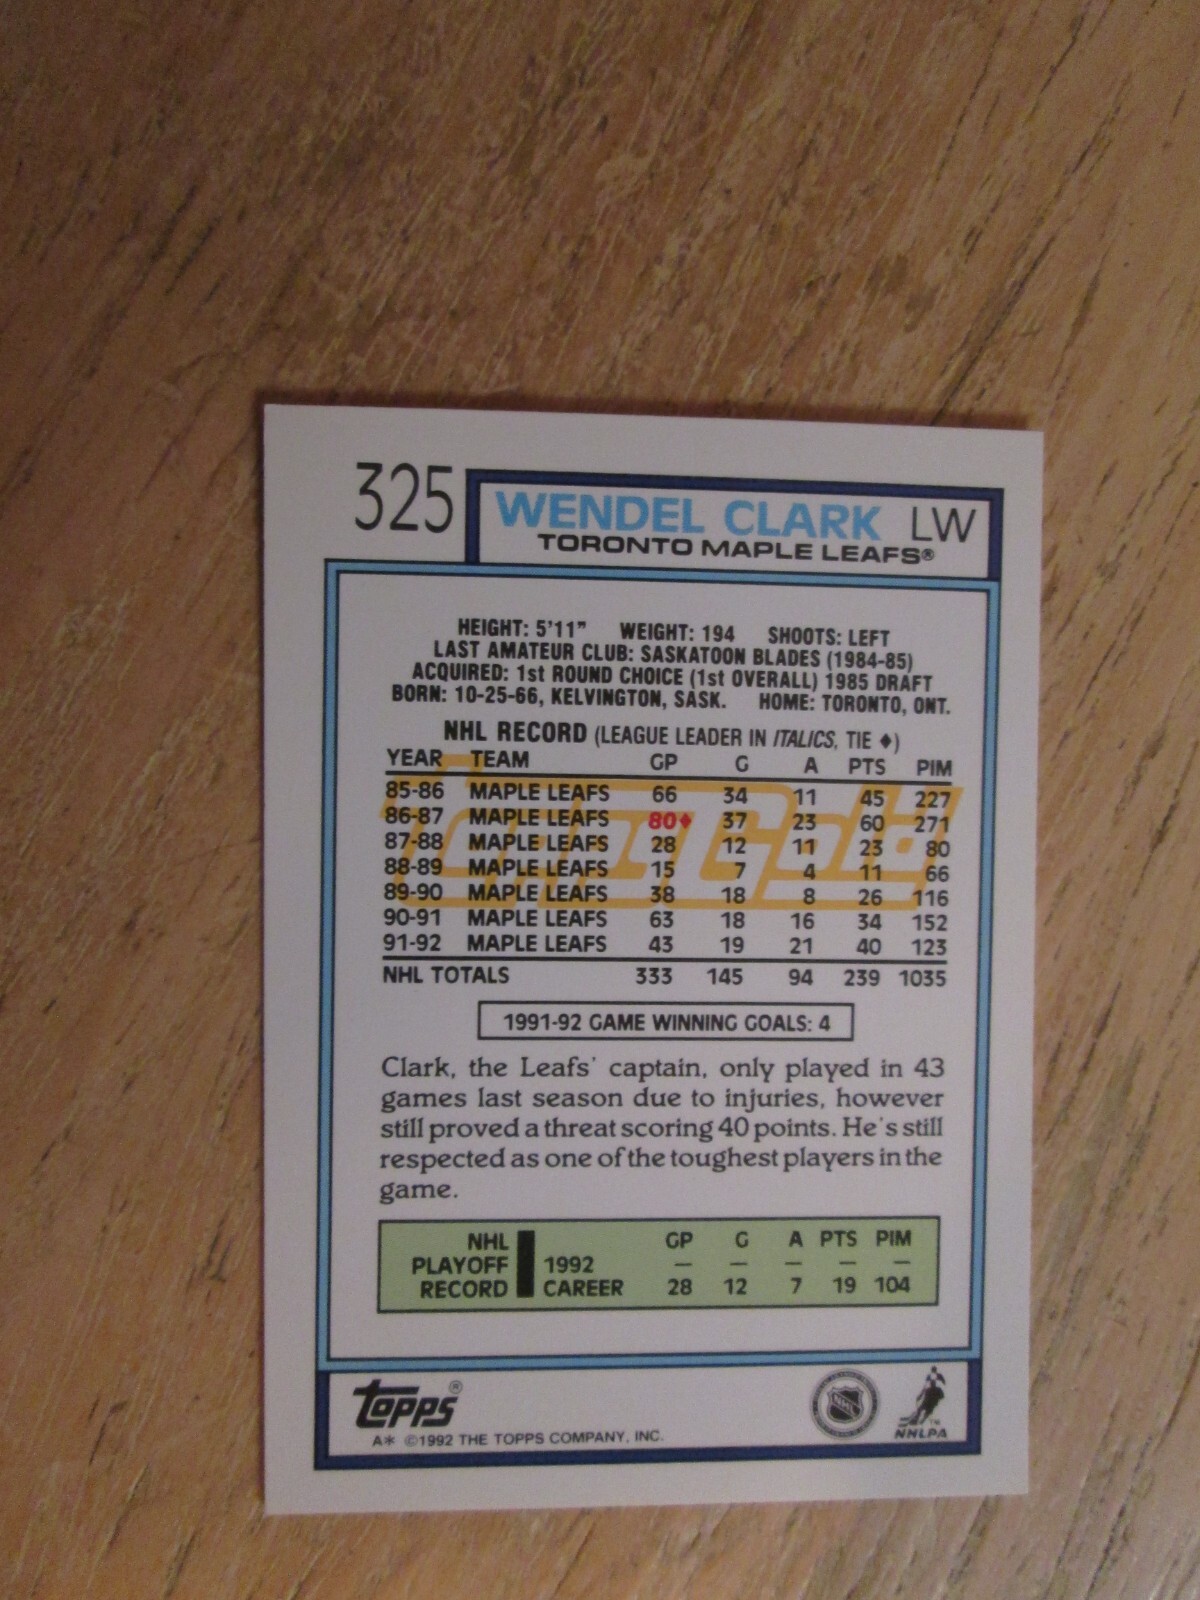 325 WENDEL CLARK LW
TORONTO MAPLE LEAFS®
HEIGHT: 5'11" WEIGHT: 194 SHOOTS: LEFT
LAST AMATEUR CLUB: SASKATOON BLADES (1984-85)
ACQUIRED: 1st ROUND CHOICE (1st OVERALL) 1985 DRAFT
BORN: 10-25-66, KELVINGTON, SASK. HOME: TORONTO, ONT.
NHL RECORD (LEAGUE LEADER IN ITALICS, TIE ♦)
YEAR TEAM GP G A PTS PIM
85-86 MAPLE LEAFS 66 34 11 45 227
86-87 MAPLE LEAFS 80♦ 37 23 60 271
87-88 MAPLE LEAFS 28 12 11 23 80
88-89 MAPLE LEAFS 15 7 4 11 66
89-90 MAPLE LEAFS 38 18 8 26 116
90-91 MAPLE LEAFS 63 18 16 34 152
91-92 MAPLE LEAFS 43 19 21 40 123
NHL TOTALS 333 145 94 239 1035
Topps Gold
1991-92 GAME WINNING GOALS: 4
Clark, the Leafs' captain, only played in 43
games last season due to injuries, however
still proved a threat scoring 40 points. He's still
respected as one of the toughest players in the
game.
NHL GP G A PTS PIM
PLAYOFF 1992 — — — — —
RECORD CAREER 28 12 7 19 104
TOPPS®
A* ©1992 THE TOPPS COMPANY, INC.
NHL
™
NHLPA